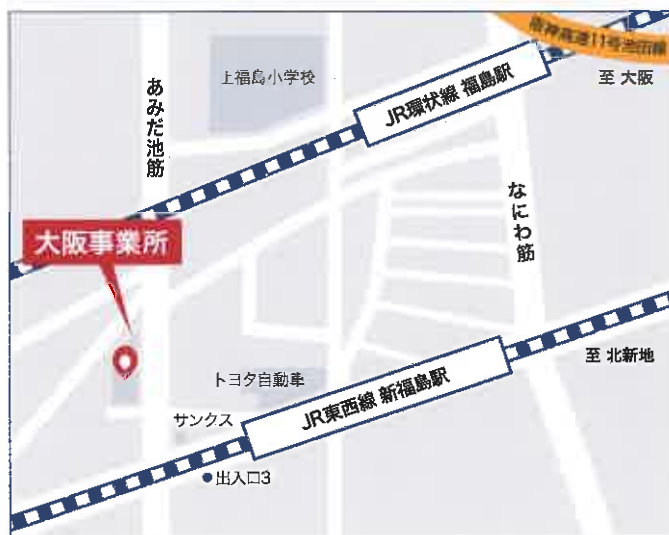 阪神高速11号池田線
上福島小学校
JR環状線 福島駅
至 大阪
あみだ池筋
なにわ筋
大阪事業所
至 北新地
トヨタ自動車
JR東西線 新福島駅
サンクス
出入口3